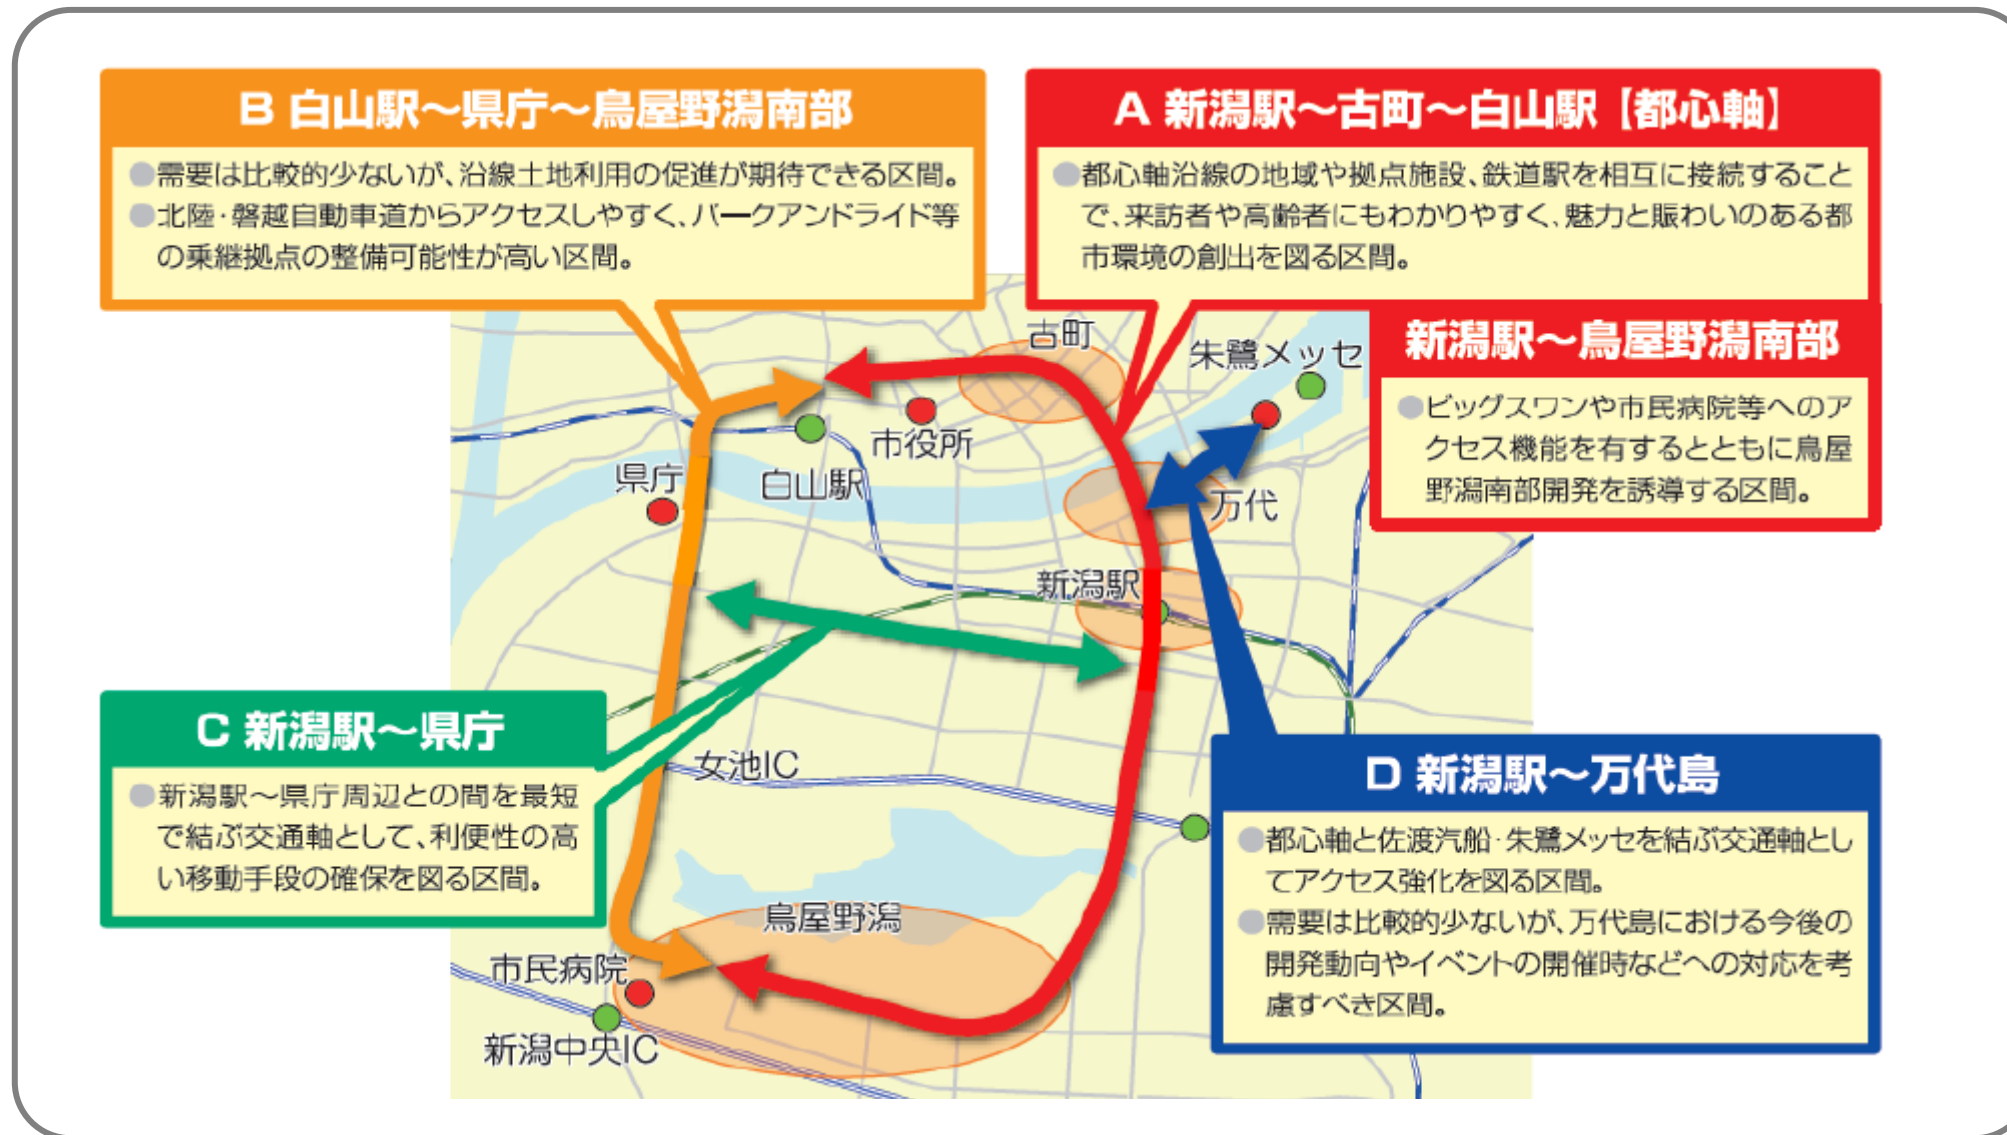 B 白山駅～県庁～鳥屋野潟南部
●需要は比較的少ないが、沿線土地利用の促進が期待できる区間。
●北陸・磐越自動車道からアクセスしやすく、パークアンドライド等
の乗継拠点の整備可能性が高い区間。
A 新潟駅～古町～白山駅【都心軸】
●都心軸沿線の地域や拠点施設、鉄道駅を相互に接続すること
で、来訪者や高齢者にもわかりやすく、魅力と賑わいのある都
市環境の創出を図る区間。
新潟駅～鳥屋野潟南部
●ビッグスワンや市民病院等へのア
クセス機能を有するとともに鳥屋
野潟南部開発を誘導する区間。
古町
朱鷺メッセ
市役所
県庁
白山駅
万代
新潟駅
女池IC
鳥屋野潟
市民病院
新潟中央IC
C 新潟駅～県庁
●新潟駅～県庁周辺との間を最短
で結ぶ交通軸として、利便性の高
い移動手段の確保を図る区間。
D 新潟駅～万代島
●都心軸と佐渡汽船・朱鷺メッセを結ぶ交通軸とし
てアクセス強化を図る区間。
●需要は比較的少ないが、万代島における今後の
開発動向やイベントの開催時などへの対応を考
慮すべき区間。